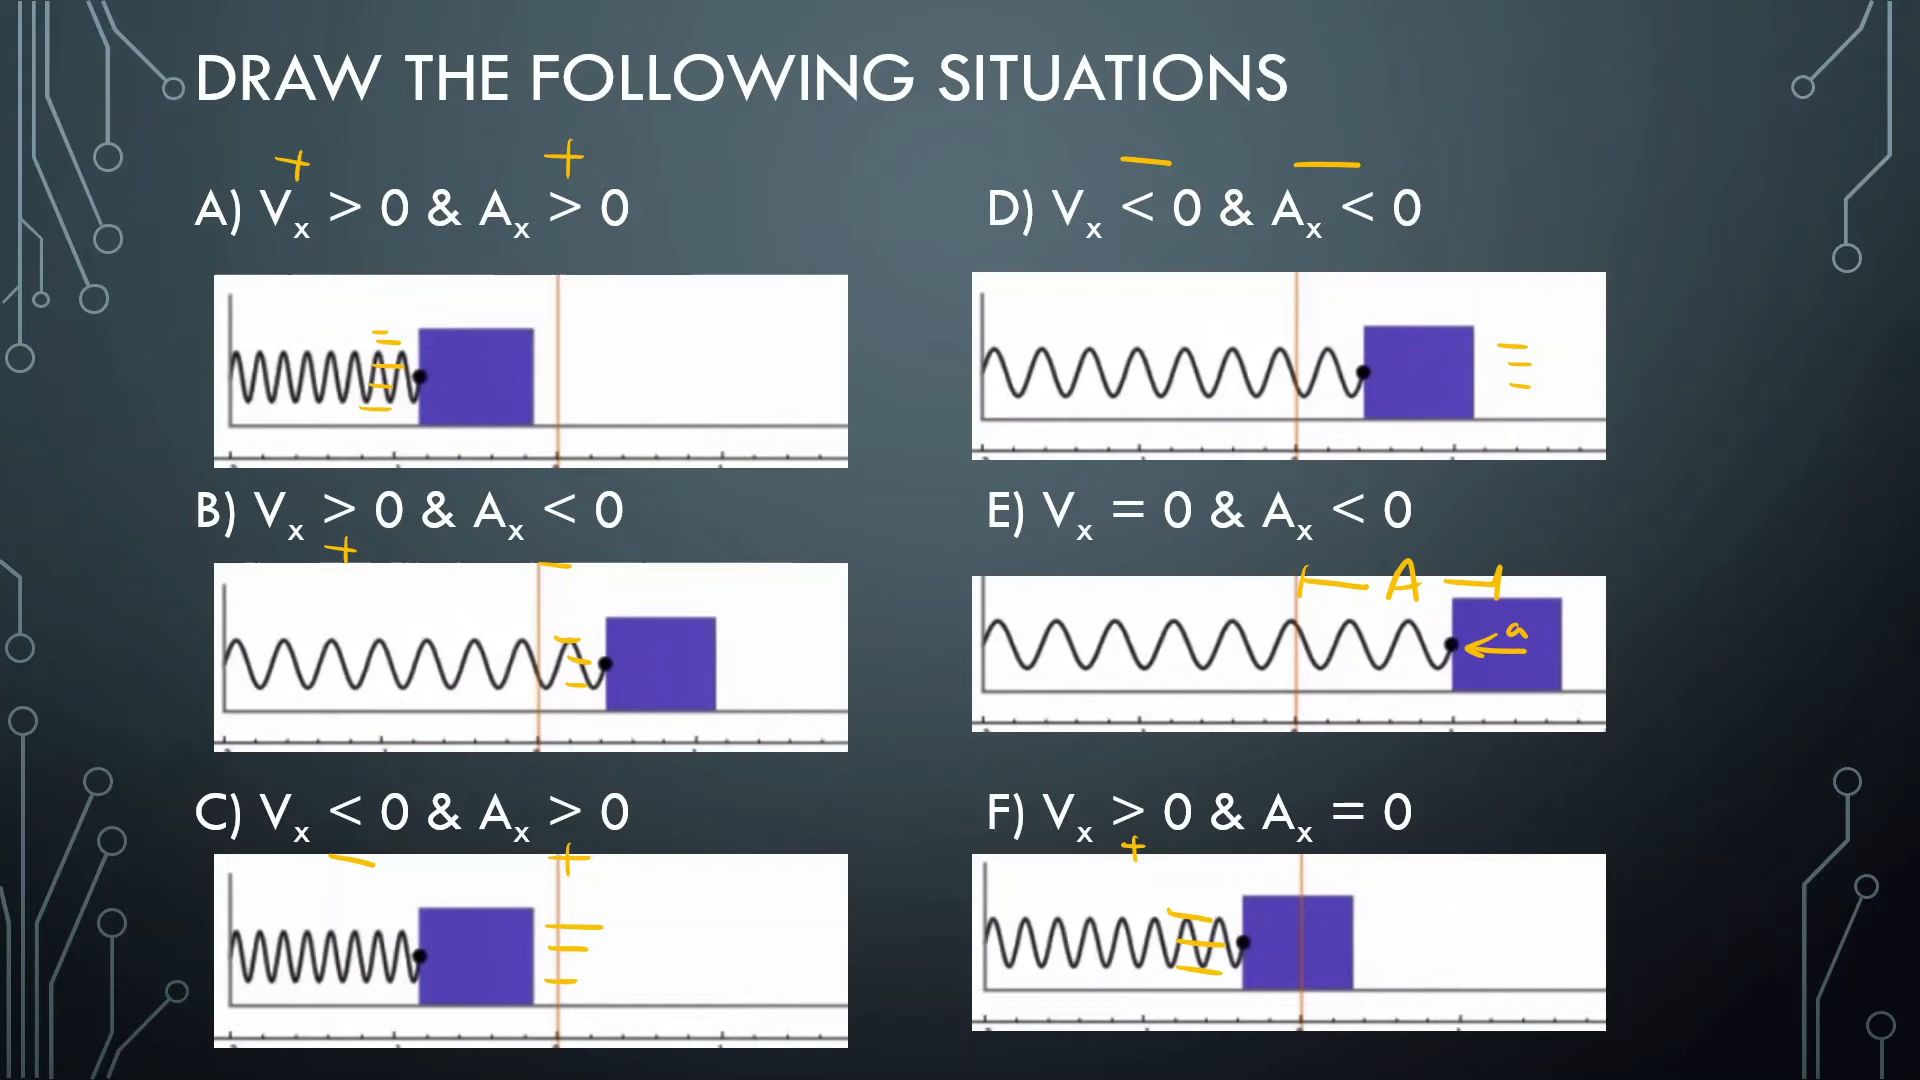 DRAW THE FOLLOWING SITUATIONS
+ +
A) Vx > 0 & Ax > 0
B) Vx > 0 & Ax < 0
+ –
C) Vx < 0 & Ax > 0
– +
– –
D) Vx < 0 & Ax < 0
E) Vx = 0 & Ax < 0
A
a
F) Vx > 0 & Ax = 0
+